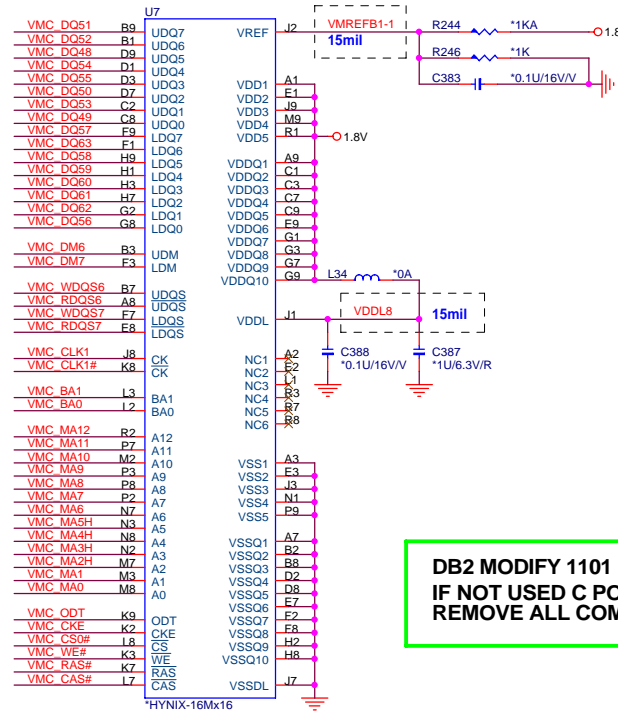 U7
VMC_DQ51 B9 UDQ7 VREF J2 VMREFB1-1 R244 *1KA 1.8
VMC_DQ52 B1 UDQ6 15mil R246 *1K
VMC_DQ48 D9 UDQ5
VMC_DQ54 D1 UDQ4 C383 *0.1U/16V/V
VMC_DQ55 D3 UDQ3 VDD1 A1
VMC_DQ50 D7 UDQ2 VDD2 E1
VMC_DQ53 C2 UDQ1 VDD3 J9
VMC_DQ49 C8 UDQ0 VDD4 M9
VMC_DQ57 F9 LDQ7 VDD5 R1 1.8V
VMC_DQ63 F1 LDQ6
VMC_DQ58 H9 LDQ5 VDDQ1 A9
VMC_DQ59 H1 LDQ4 VDDQ2 C1
VMC_DQ60 H3 LDQ3 VDDQ3 C3
VMC_DQ61 H7 LDQ2 VDDQ4 C7
VMC_DQ62 G2 LDQ1 VDDQ5 C9
VMC_DQ56 G8 LDQ0 VDDQ6 E9
VDDQ7 G1
VMC_DM6 B3 UDM VDDQ8 G3
VMC_DM7 F3 LDM VDDQ9 G7
VDDQ10 G9 L34 *0A
VMC_WDQS6 B7 UDQS
VMC_RDQS6 A8 UDQS
VMC_WDQS7 F7 LDQS VDDL J1 VDDL8 15mil
VMC_RDQS7 E8 LDQS
C388 *0.1U/16V/V
C387 *1U/6.3V/R
VMC_CLK1 J8 CK NC1 A2
VMC_CLK1# K8 CK NC2 E2
NC3 L1
VMC_BA1 L3 BA1 NC4 R3
VMC_BA0 L2 BA0 NC5 R7
NC6 R8
VMC_MA12 R2 A12
VMC_MA11 P7 A11
VMC_MA10 M2 A10 VSS1 A3
VMC_MA9 P3 A9 VSS2 E3
VMC_MA8 P8 A8 VSS3 J3
VMC_MA7 P2 A7 VSS4 N1
VMC_MA6 N7 A6 VSS5 P9
VMC_MA5H N3 A5
VMC_MA4H N8 A4 VSSQ1 A7
VMC_MA3H N2 A3 VSSQ2 B2
VMC_MA2H M7 A2 VSSQ3 B8
VMC_MA1 M3 A1 VSSQ4 D2
VMC_MA0 M8 A0 VSSQ5 D8
VSSQ6 E7
VMC_ODT K9 ODT VSSQ7 F2
VMC_CKE K2 CKE VSSQ8 F8
VMC_CS0# L8 CS VSSQ9 H2
VMC_WE# K3 WE VSSQ10 H8
VMC_RAS# K7 RAS
VMC_CAS# L7 CAS VSSDL J7
*HYNIX-16Mx16
DB2 MODIFY 1101
IF NOT USED C PO
REMOVE ALL COM